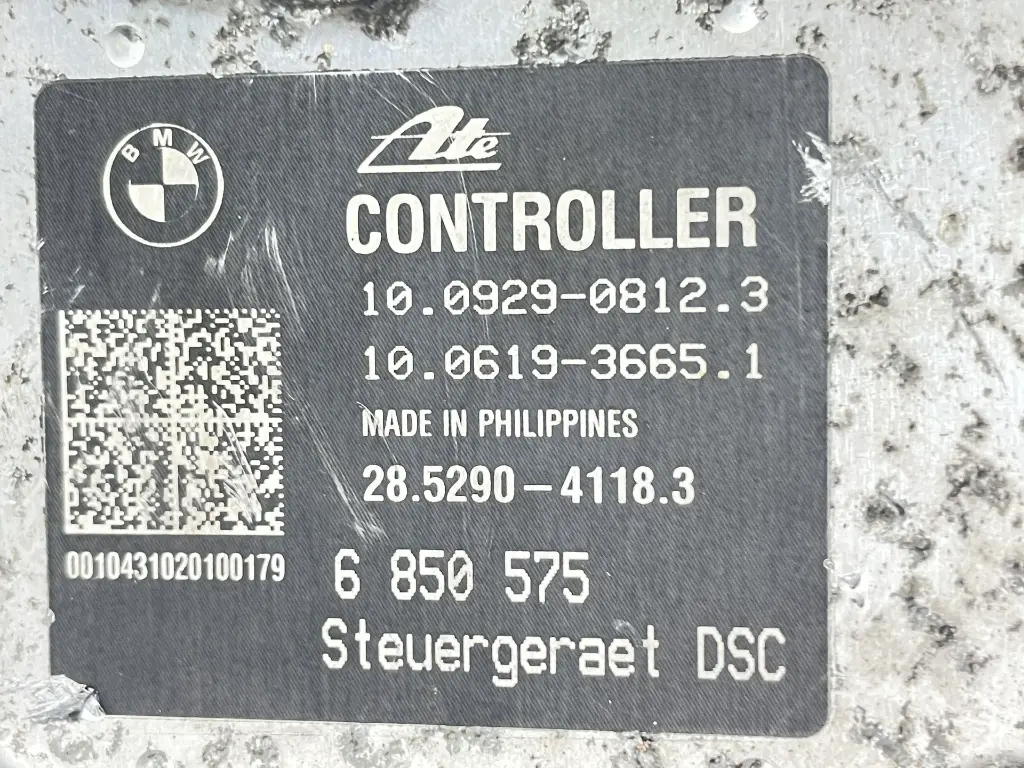 BMW
Ate
CONTROLLER
10.0929-0812.3
10.0619-3665.1
MADE IN PHILIPPINES
28.5290-4118.3
0010431020100179
6 850 575
Steuergeraet DSC